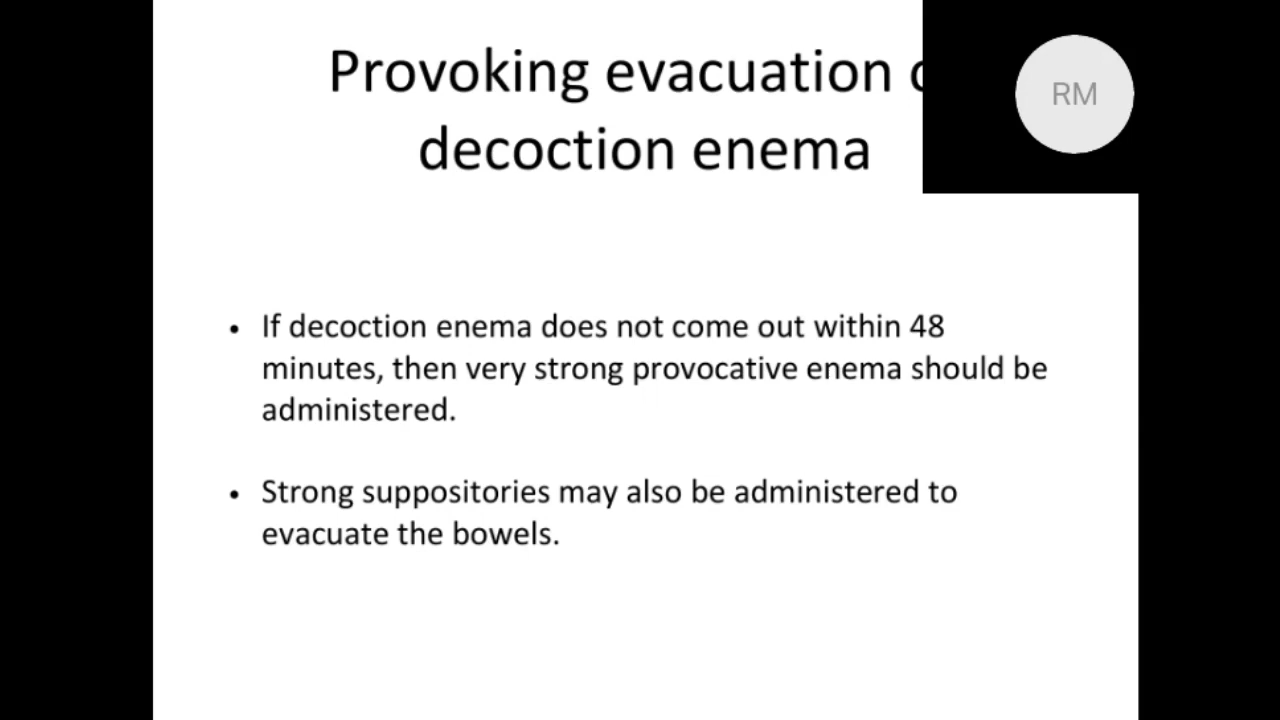 Provoking evacuation
decoction enema
RM
• If decoction enema does not come out within 48
minutes, then very strong provocative enema should be
administered.
• Strong suppositories may also be administered to
evacuate the bowels.